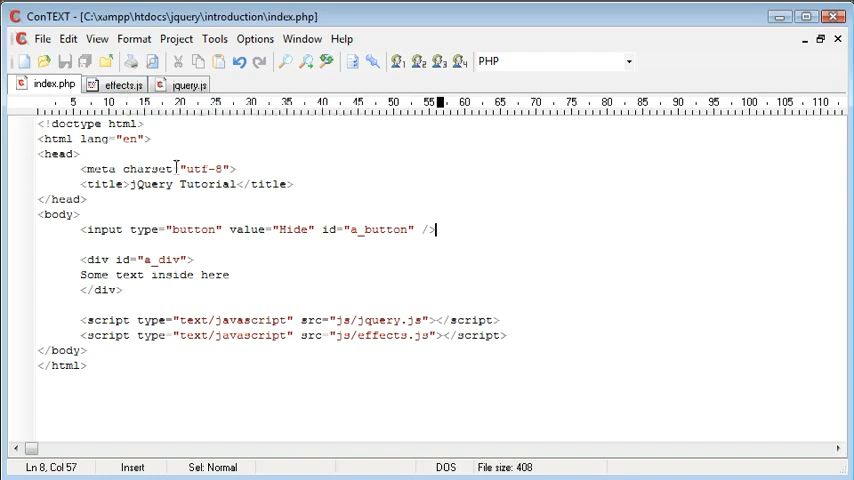 ConTEXT - [C:\xampp\htdocs\jquery\introduction\index.php]
File Edit View Format Project Tools Options Window Help
PHP
index.php effects.js jquery.js
5 10 15 20 25 30 35 40 45 50 55 60 65 70 75 80 85 90 95 100 105 110
<!doctype html>
<html lang="en">
<head>
<meta charset="utf-8">
<title>jQuery Tutorial</title>
</head>
<body>
<input type="button" value="Hide" id="a_button" />
<div id="a_div">
Some text inside here
</div>
<script type="text/javascript" src="js/jquery.js"></script>
<script type="text/javascript" src="js/effects.js"></script>
</body>
</html>
Ln 8, Col 57 Insert Sel: Normal DOS File size: 408